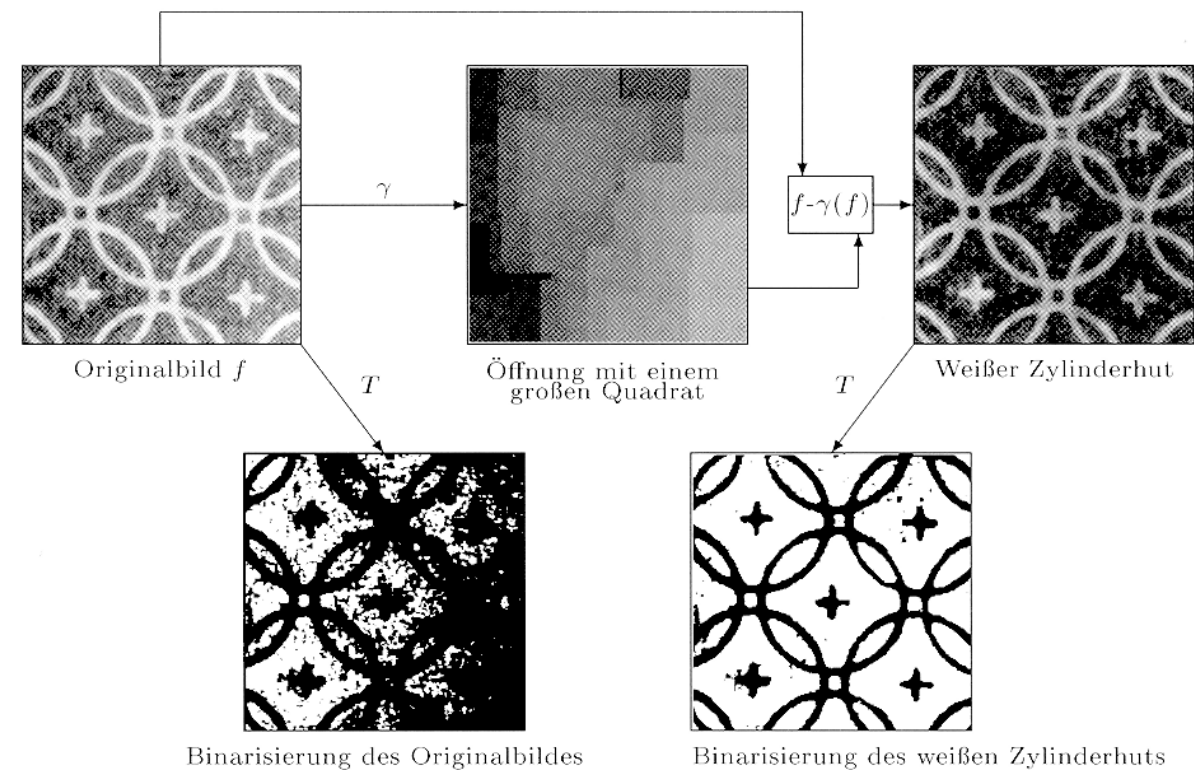 γ
f-γ(f)
Originalbild f
Öffnung mit einem
großen Quadrat
Weißer Zylinderhut
T
T
Binarisierung des Originalbildes
Binarisierung des weißen Zylinderhuts